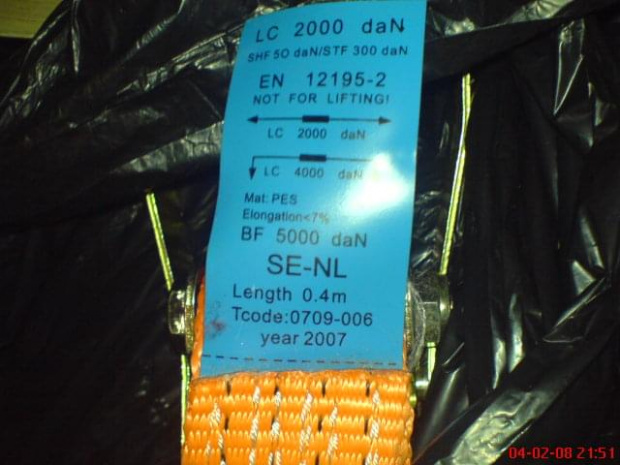 LC 2000 daN
SHF 50 daN/STF 300 daN
EN 12195-2
NOT FOR LIFTING!
LC 2000 daN
LC 4000 daN
Mat: PES
Elongation<7%
BF 5000 daN
SE-NL
Length 0.4m
Tcode:0709-006
year 2007
04-02-08 21:51